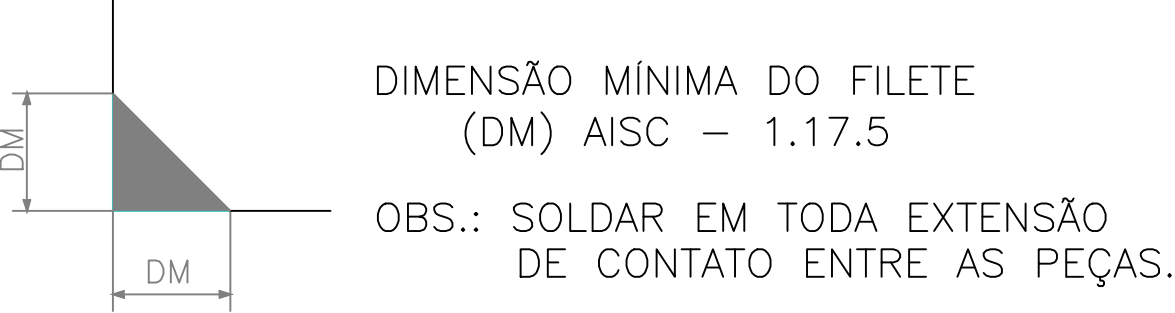 DIMENSÃO MÍNIMA DO FILETE
(DM) AISC – 1.17.5
DM
OBS.: SOLDAR EM TODA EXTENSÃO
DE CONTATO ENTRE AS PEÇAS.
DM